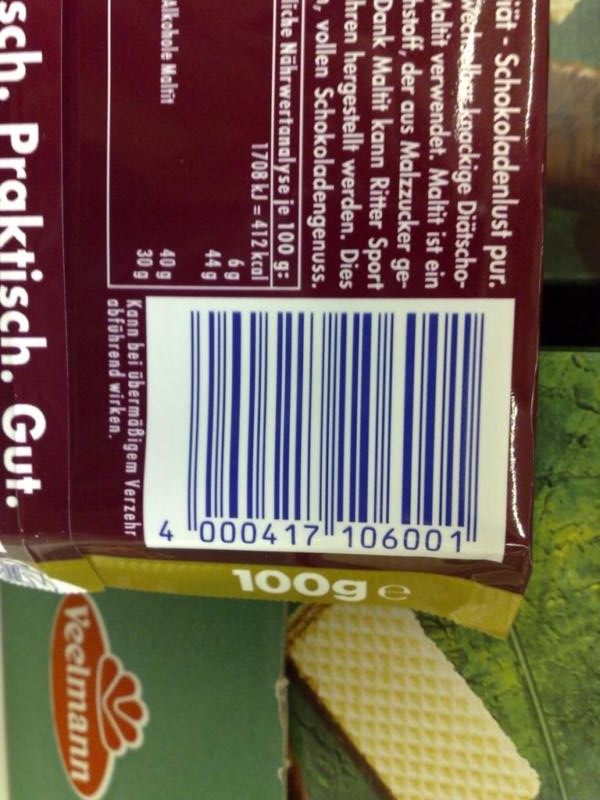 iät - Schokoladenlust pur.
wechselbar knackige Diätscho-
Maltit verwendet. Maltit ist ein
hstoff, der aus Malzzucker ge-
Dank Maltit kann Ritter Sport
hren hergestellt werden. Dies
n, vollen Schokoladengenuss.
liche Nährwertanalyse je 100 g:
1708 kJ = 412 kcal
6 g
44 g
40 g
Alkohole Maltit 30 g
Kann bei übermäßigem Verzehr
abführend wirken.
sch. Praktisch. Gut.
4 000417 106001
100g e
Veelmann